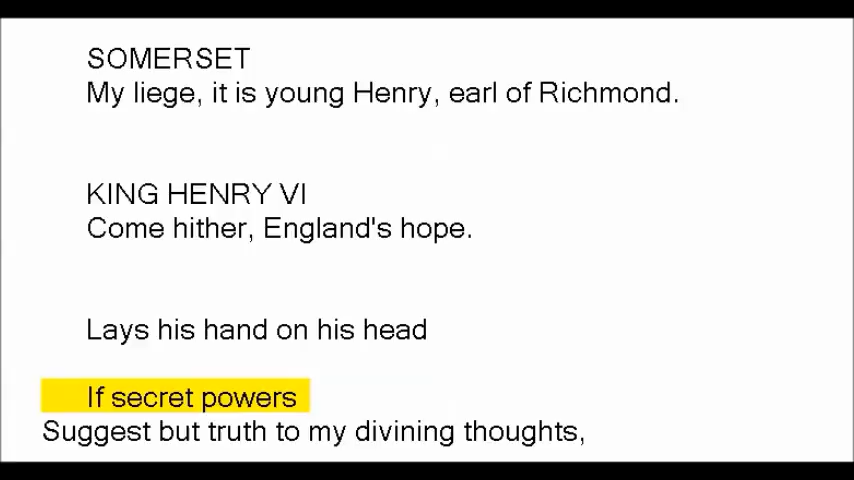 SOMERSET
My liege, it is young Henry, earl of Richmond.
KING HENRY VI
Come hither, England's hope.
Lays his hand on his head
If secret powers
Suggest but truth to my divining thoughts,